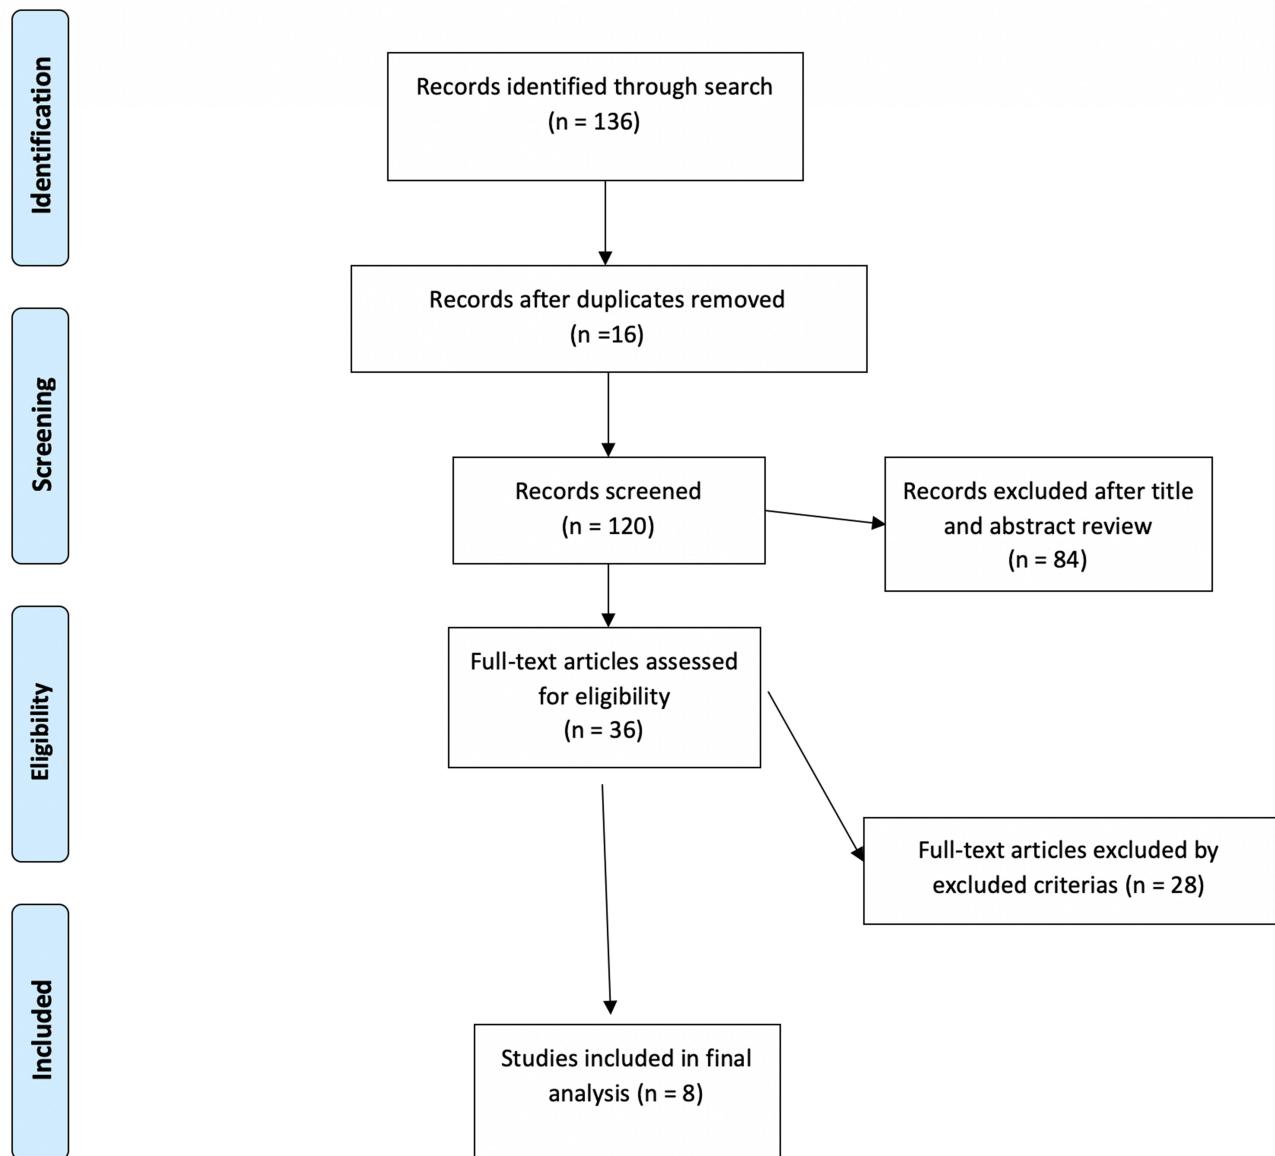 Identification
Records identified through search
(n = 136)
Records after duplicates removed
(n =16)
Screening
Records screened
(n = 120)
Records excluded after title
and abstract review
(n = 84)
Eligibility
Full-text articles assessed
for eligibility
(n = 36)
Full-text articles excluded by
excluded criterias (n = 28)
Included
Studies included in final
analysis (n = 8)